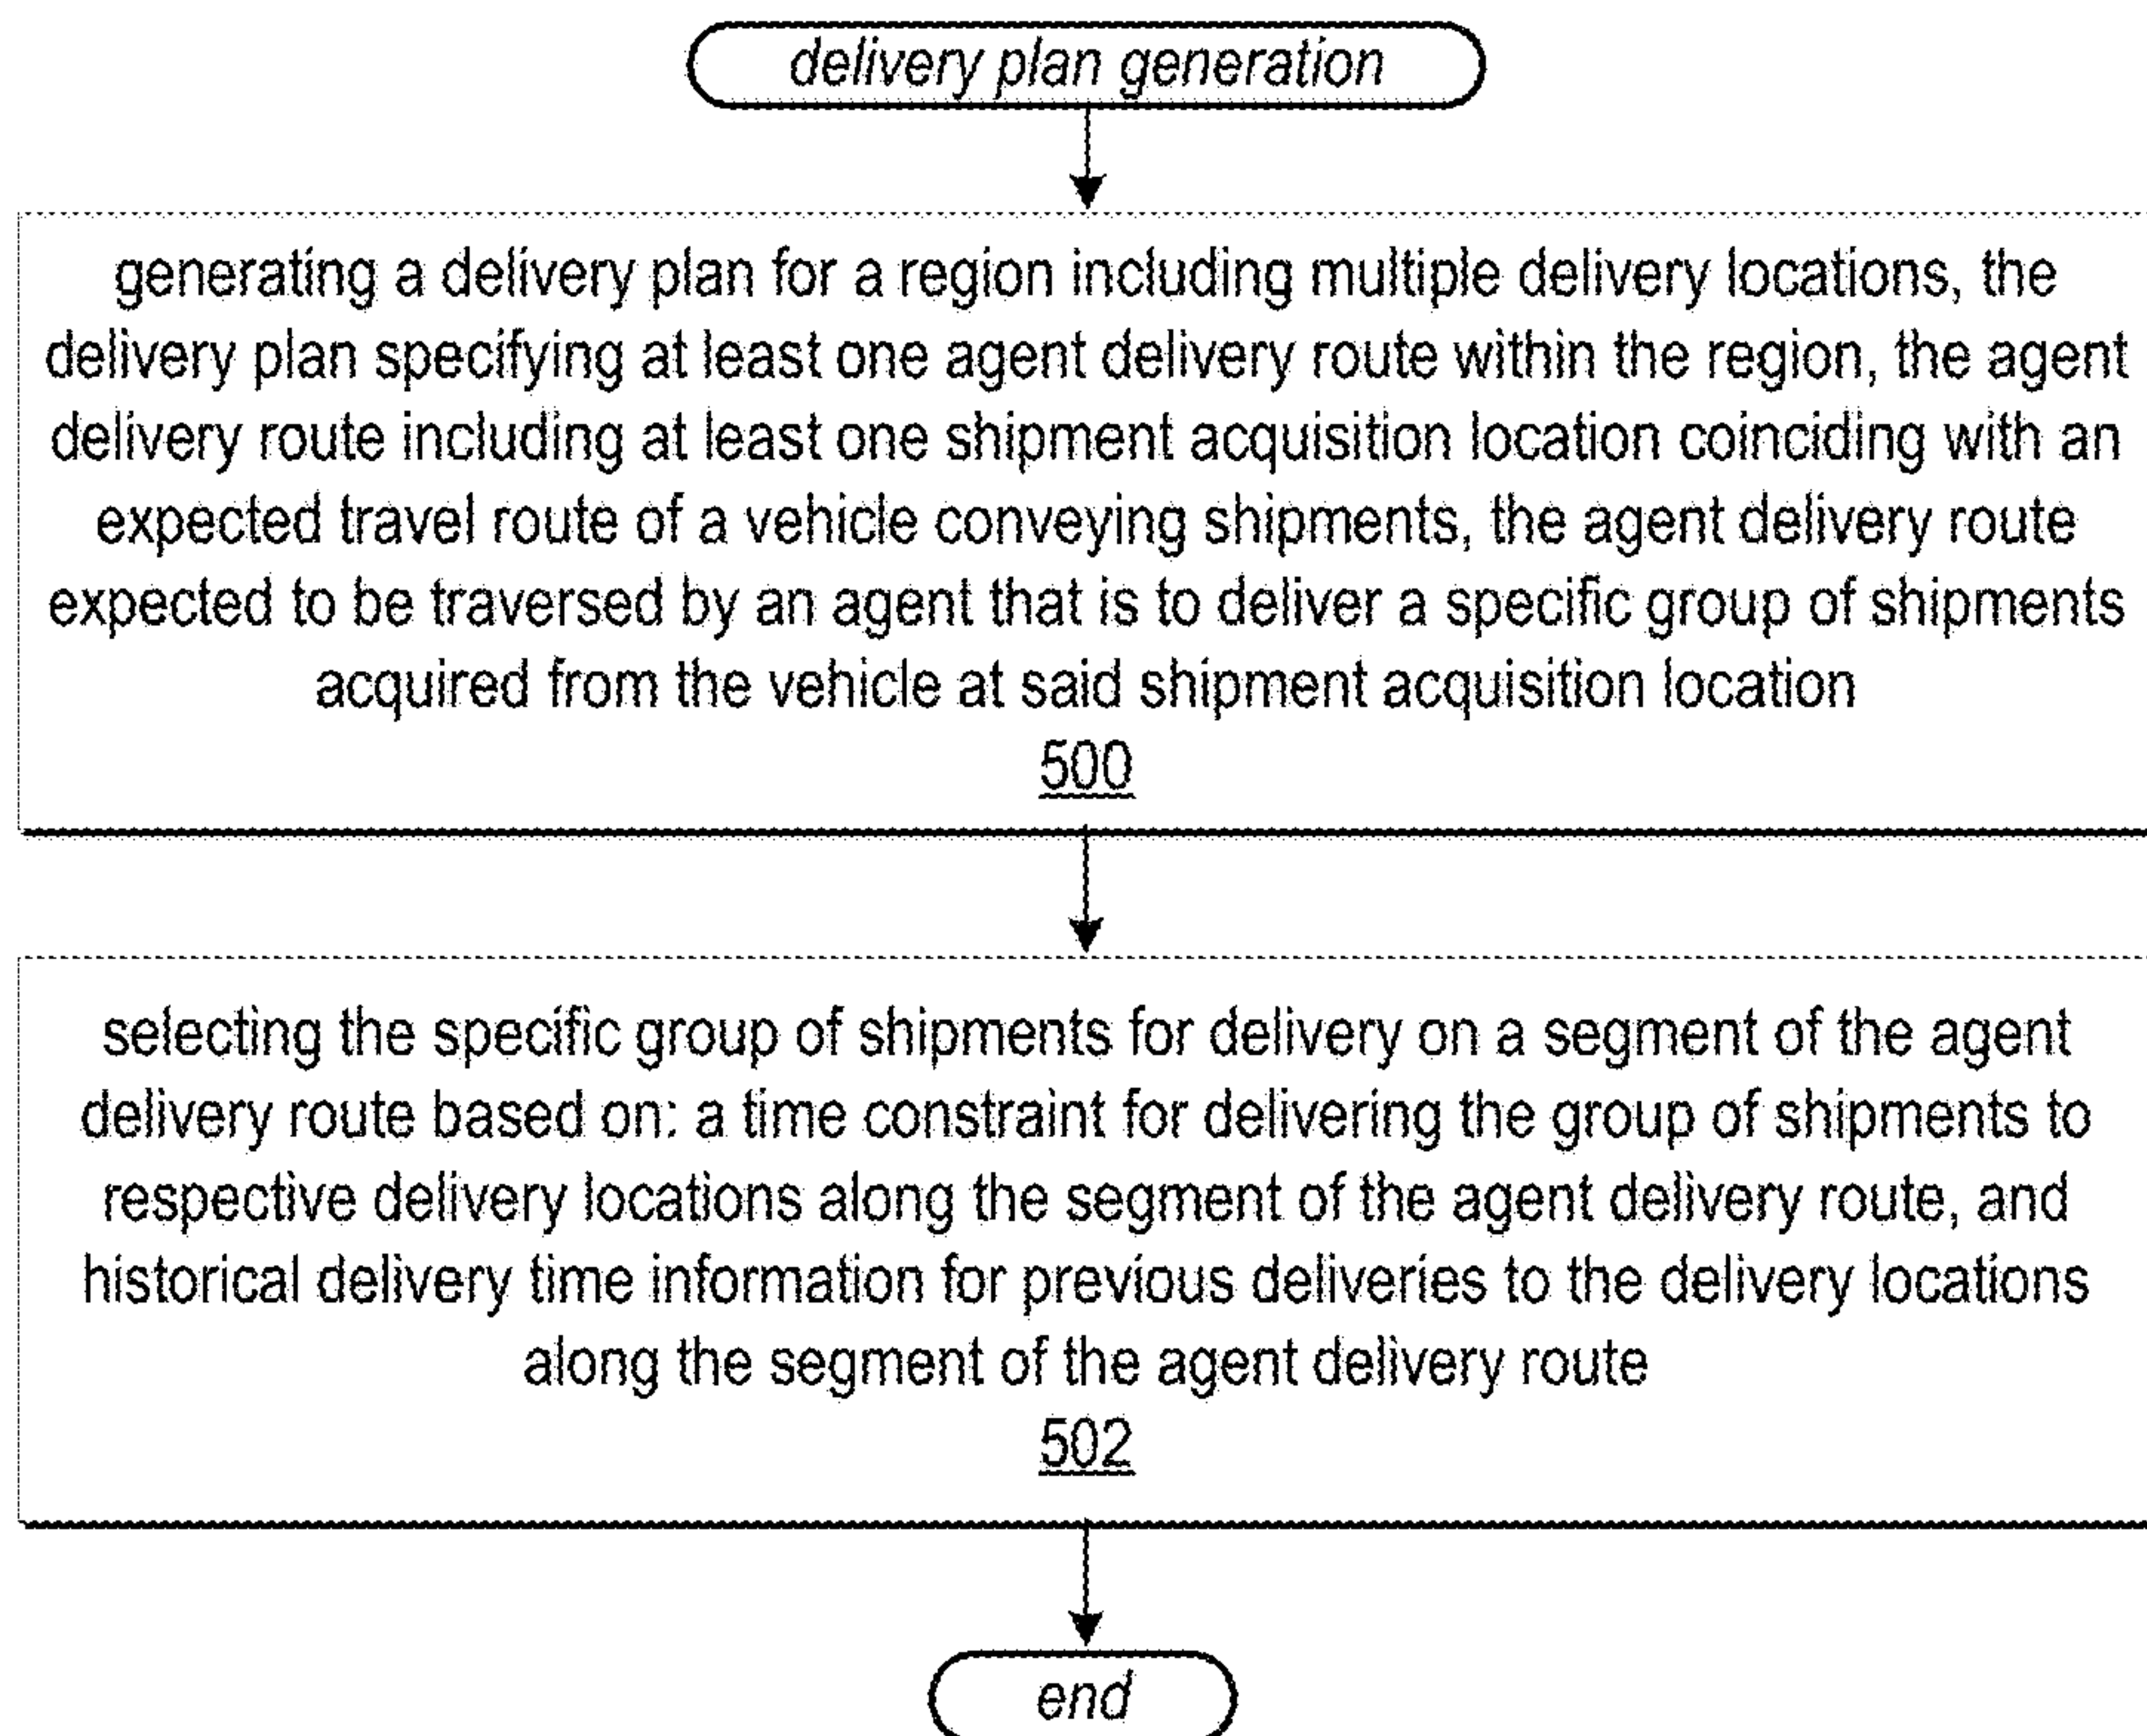 delivery plan generation
generating a delivery plan for a region including multiple delivery locations, the
delivery plan specifying at least one agent delivery route within the region, the agent
delivery route including at least one shipment acquisition location coinciding with an
expected travel route of a vehicle conveying shipments, the agent delivery route
expected to be traversed by an agent that is to deliver a specific group of shipments
acquired from the vehicle at said shipment acquisition location
500
selecting the specific group of shipments for delivery on a segment of the agent
delivery route based on: a time constraint for delivering the group of shipments to
respective delivery locations along the segment of the agent delivery route, and
historical delivery time information for previous deliveries to the delivery locations
along the segment of the agent delivery route
502
end